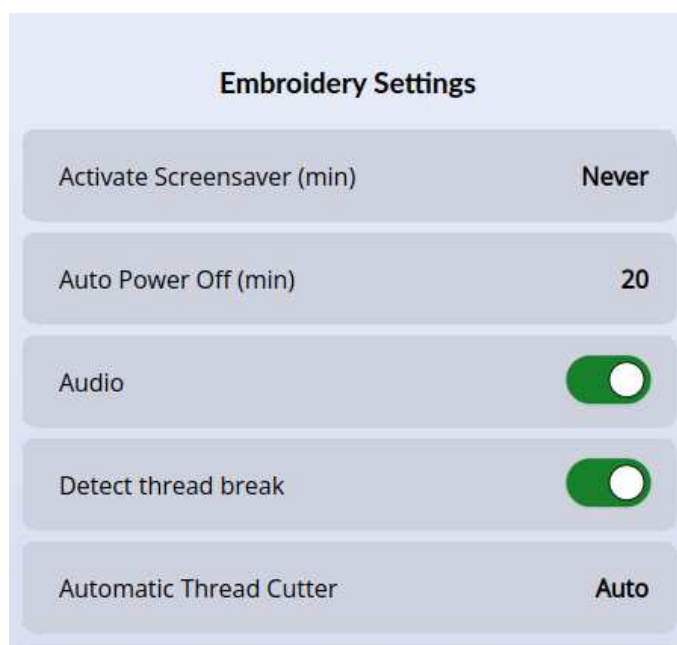 Embroidery Settings
Activate Screensaver (min) Never
Auto Power Off (min) 20
Audio
Detect thread break
Automatic Thread Cutter Auto